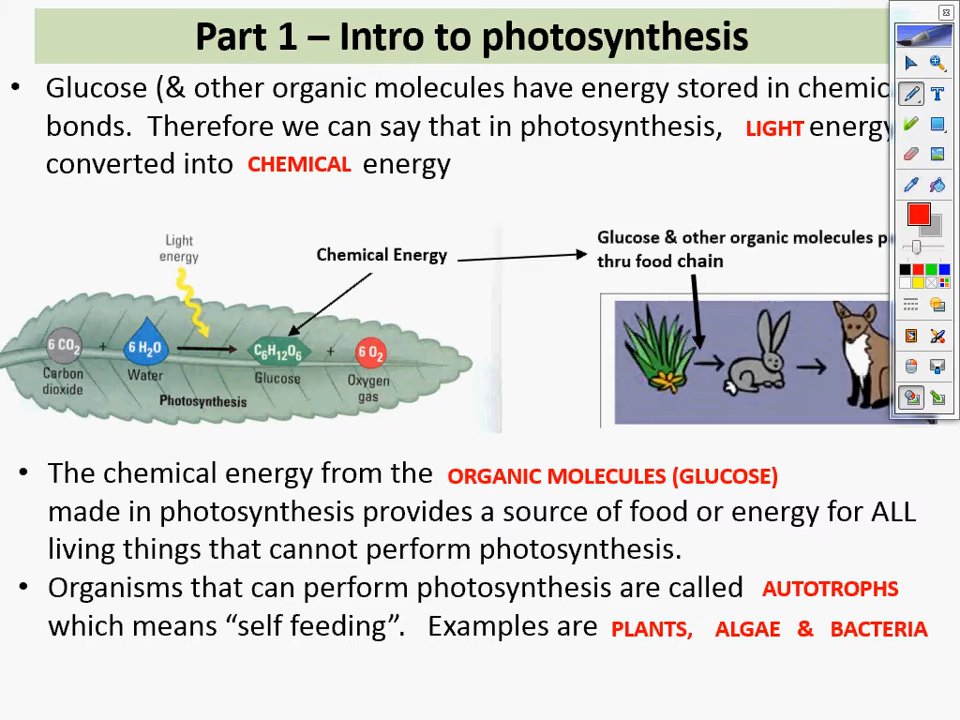 Part 1 – Intro to photosynthesis
• Glucose (& other organic molecules have energy stored in chemic
bonds. Therefore we can say that in photosynthesis, LIGHT energy
converted into CHEMICAL energy
Light
energy
Chemical Energy
Glucose & other organic molecules p
thru food chain
6 CO2 + 6 H2O C6H12O6 + 6 O2
Carbon
dioxide
Water
Glucose
Oxygen
gas
Photosynthesis
• The chemical energy from the ORGANIC MOLECULES (GLUCOSE)
made in photosynthesis provides a source of food or energy for ALL
living things that cannot perform photosynthesis.
• Organisms that can perform photosynthesis are called AUTOTROPHS
which means “self feeding”. Examples are PLANTS, ALGAE & BACTERIA
T